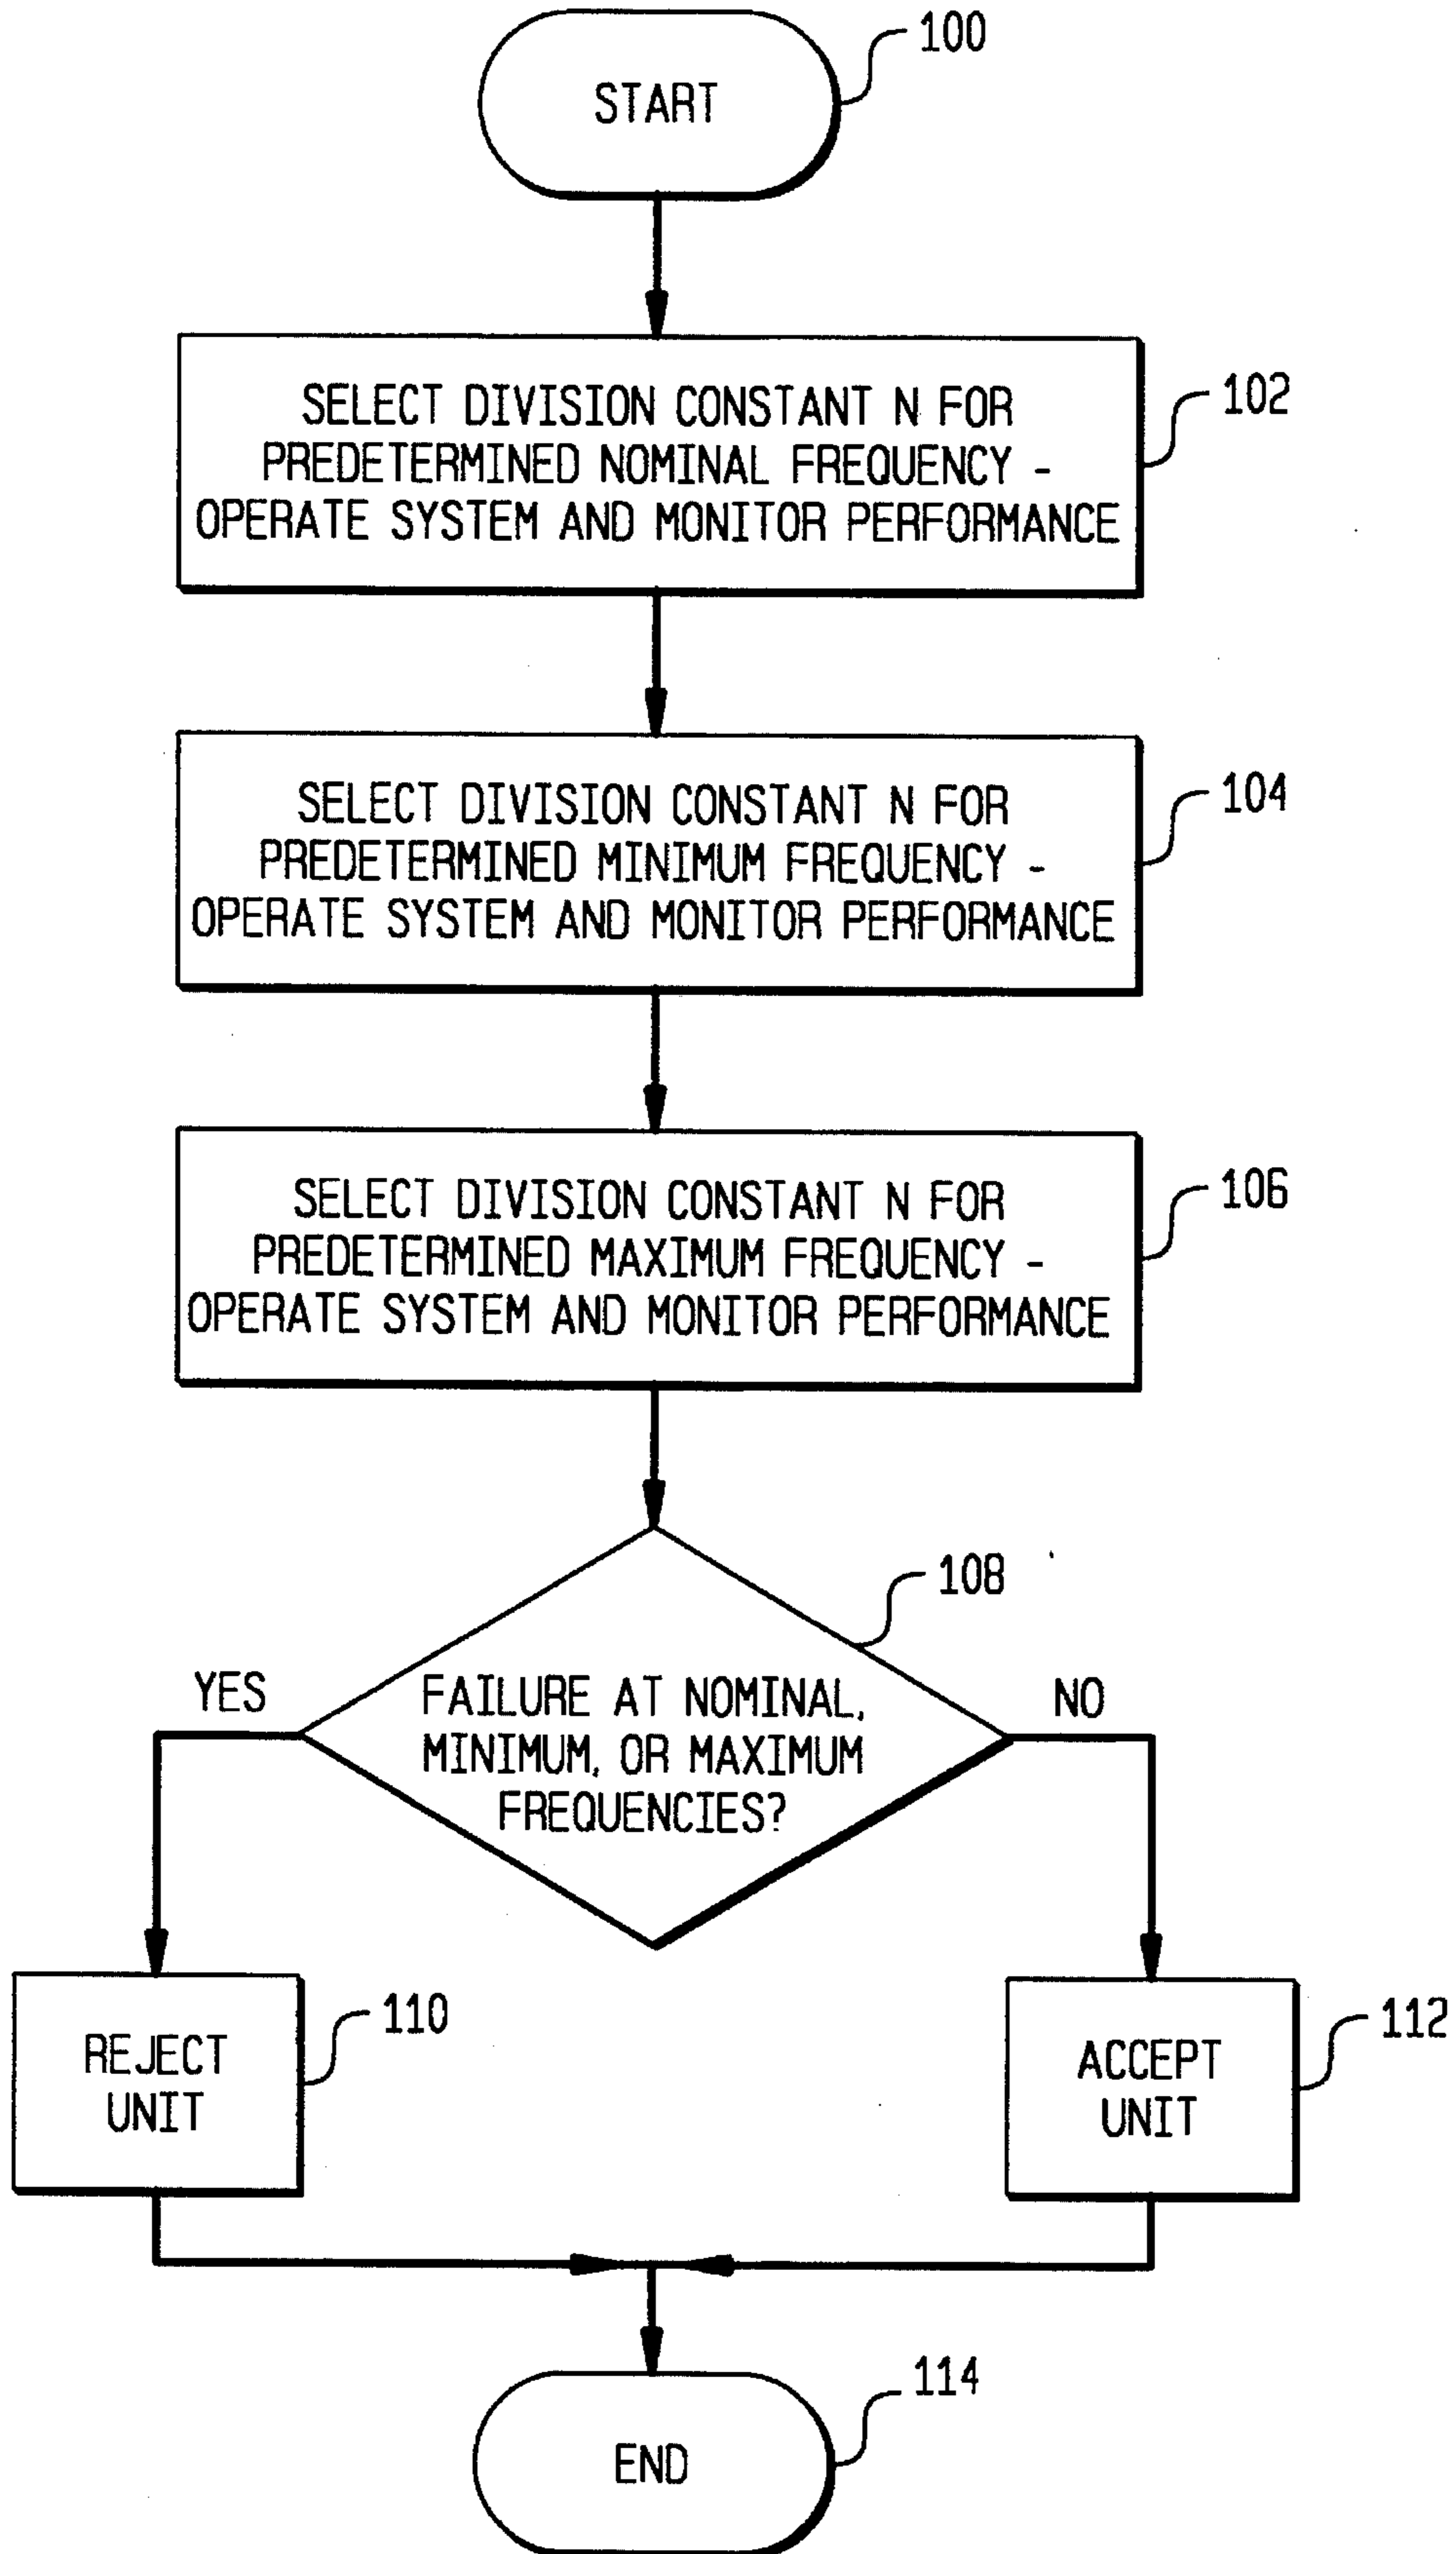 100
START
102
SELECT DIVISION CONSTANT N FOR
PREDETERMINED NOMINAL FREQUENCY -
OPERATE SYSTEM AND MONITOR PERFORMANCE
104
SELECT DIVISION CONSTANT N FOR
PREDETERMINED MINIMUM FREQUENCY -
OPERATE SYSTEM AND MONITOR PERFORMANCE
106
SELECT DIVISION CONSTANT N FOR
PREDETERMINED MAXIMUM FREQUENCY -
OPERATE SYSTEM AND MONITOR PERFORMANCE
108
YES
NO
FAILURE AT NOMINAL,
MINIMUM, OR MAXIMUM
FREQUENCIES?
110
REJECT
UNIT
112
ACCEPT
UNIT
114
END